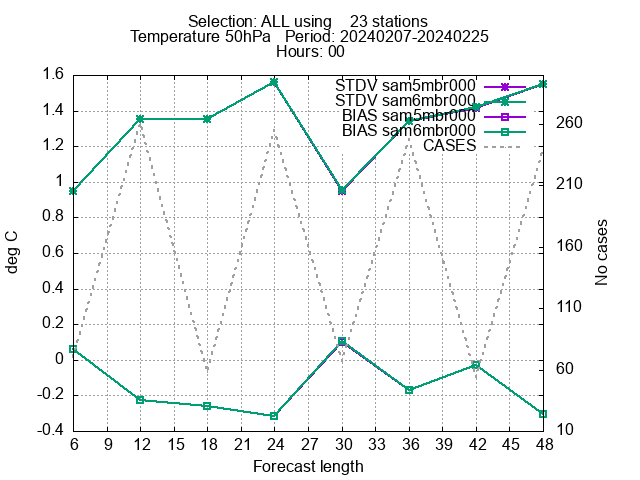 Selection: ALL using 23 stations
Temperature 50hPa Period: 20240207-20240225
Hours: 00
STDV sam5mbr000
STDV sam6mbr000
BIAS sam5mbr000
BIAS sam6mbr000
CASES
1.6
1.4
1.2
1
0.8
0.6
0.4
0.2
0
-0.2
-0.4
deg C
260
210
160
110
60
10
No cases
6 12 18 24 27 30 33 36 39 42 45 48
Forecast length